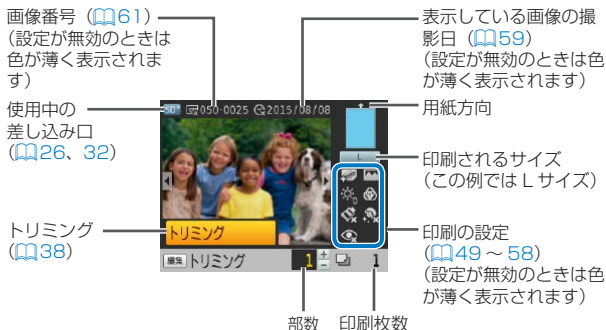 画像番号（61）
（設定が無効のときは
色が薄く表示されま
す）
使用中の
差し込み口
（26、32）
トリミング
（38）
表示している画像の撮
影日（59）
（設定が無効のときは色
が薄く表示されます）
用紙方向
印刷されるサイズ
（この例では L サイズ）
印刷の設定
（49 ～ 58）
（設定が無効のときは色
が薄く表示されます）
050-0025 2015/08/08
L
トリミング
編集 トリミング 1 + - 1
部数 印刷枚数